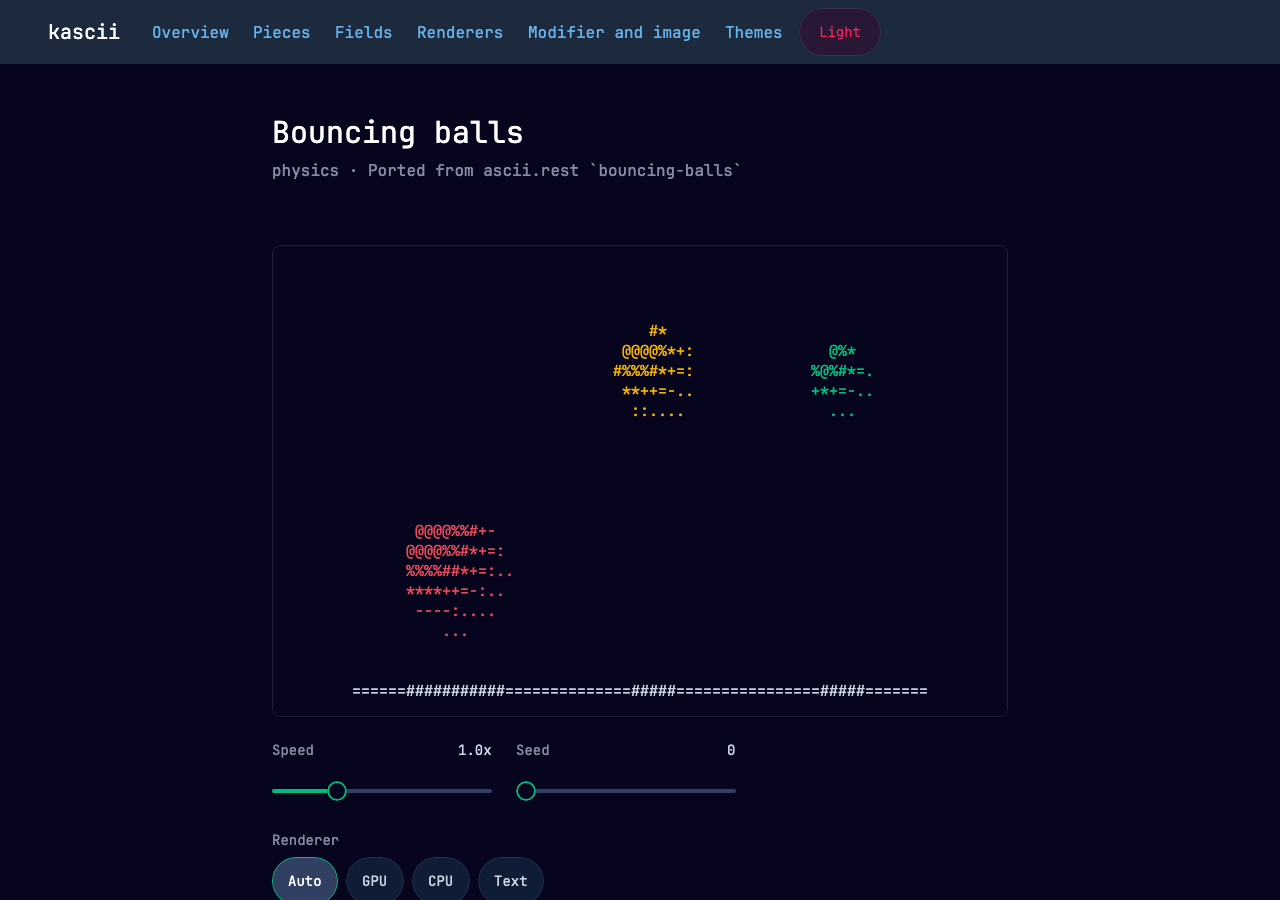 kascii Overview Pieces Fields Renderers Modifier and image Themes Light
Bouncing balls
physics · Ported from ascii.rest `bouncing-balls`
#*
@@@@%*+: @%*
#%%%#*+=: %@%#*=.
**++=-.. +*+=-..
::.... ...
@@@@%%#+-
@@@@%%#*+=:
%%%%##*+=:..
****++=-:..
----:....
...
======###########==============#####================#####=======
Speed 1.0x Seed 0
Renderer
Auto GPU CPU Text